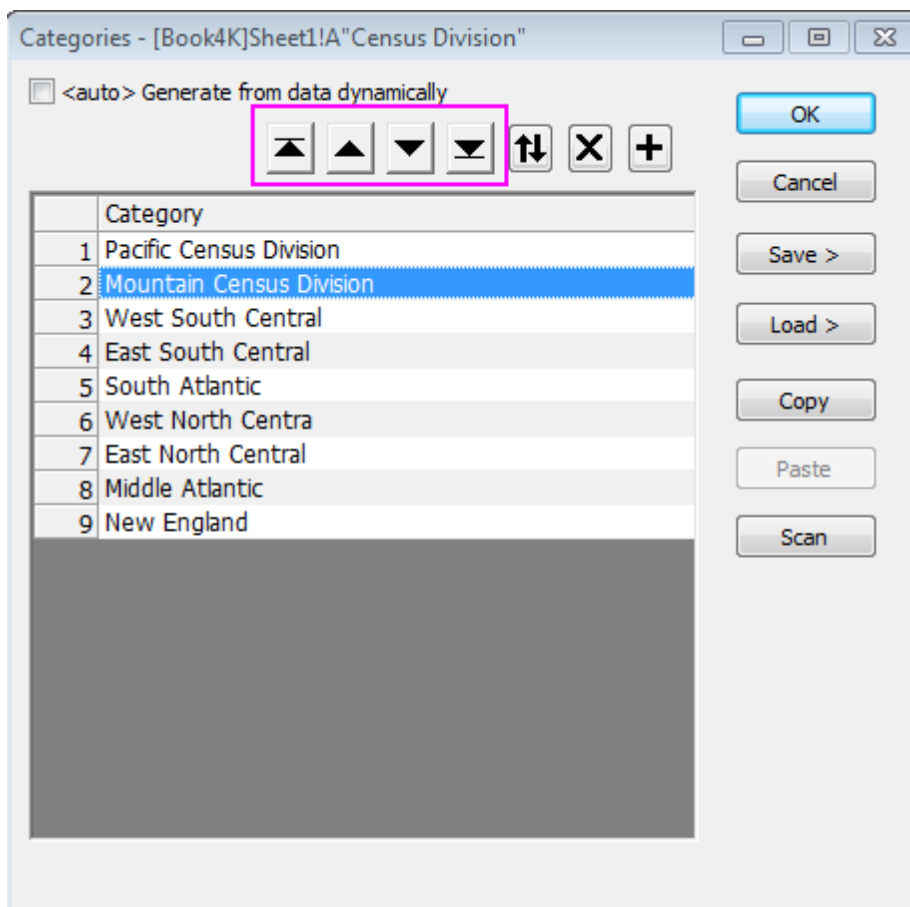 Categories - [Book4K]Sheet1!A"Census Division"
<auto> Generate from data dynamically
OK
Cancel
Save >
Load >
Copy
Paste
Scan
Category
1 Pacific Census Division
2 Mountain Census Division
3 West South Central
4 East South Central
5 South Atlantic
6 West North Centra
7 East North Central
8 Middle Atlantic
9 New England